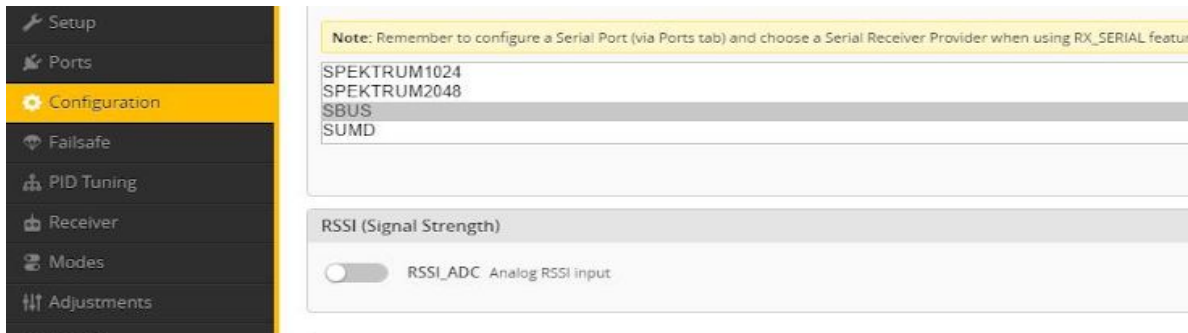 Setup
Ports
Configuration
Failsafe
PID Tuning
Receiver
Modes
Adjustments
Note: Remember to configure a Serial Port (via Ports tab) and choose a Serial Receiver Provider when using RX_SERIAL
SPEKTRUM1024
SPEKTRUM2048
SBUS
SUMD
RSSI (Signal Strength)
RSSI_ADC Analog RSSI input